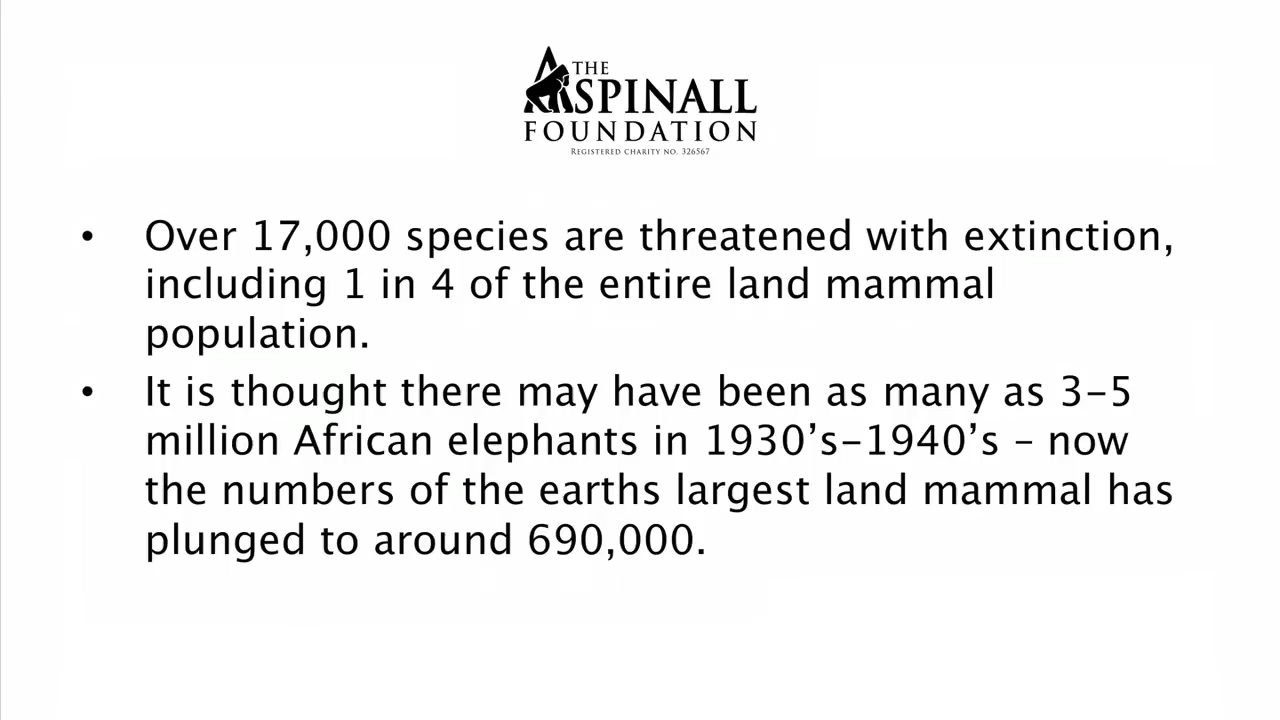 THE
ASPINALL
FOUNDATION
REGISTERED CHARITY NO. 326567
• Over 17,000 species are threatened with extinction,
including 1 in 4 of the entire land mammal
population.
• It is thought there may have been as many as 3-5
million African elephants in 1930’s-1940’s – now
the numbers of the earths largest land mammal has
plunged to around 690,000.